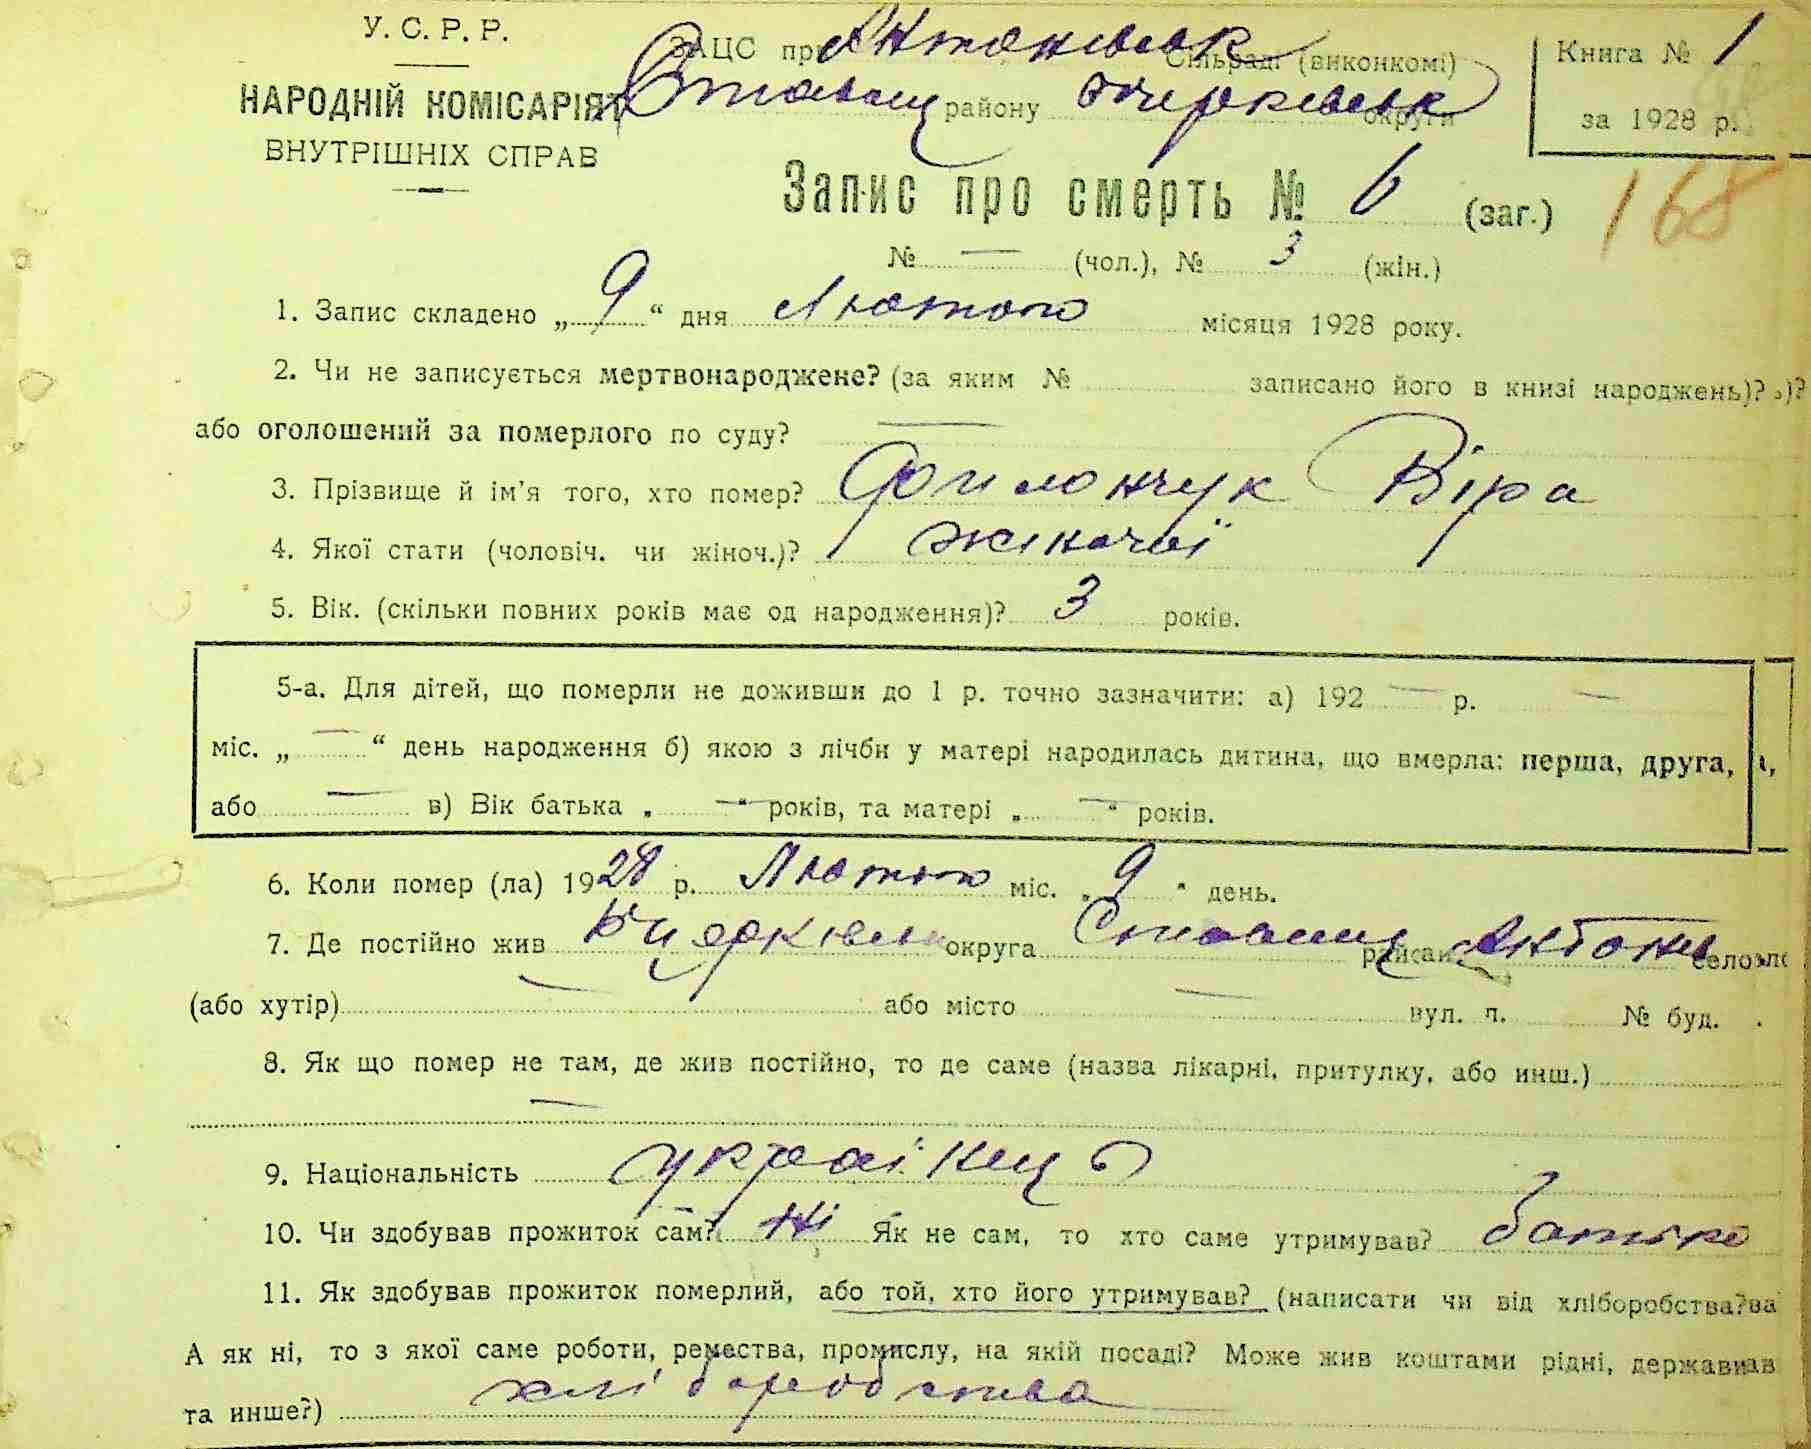 У. С. Р. Р.
НАРОДНІЙ КОМІСАРІЯТ
ВНУТРІШНІХ СПРАВ
ЗАЦС при Антонівськ Сільраді (виконкомі)
Ставищ району Б.Церківськ округи
Книга № 1
за 1928 р.
168
Запис про смерть № 6 (заг.)
№ — (чол.), № 3 (жін.)
1. Запис складено „ 9 “ дня Лютого місяця 1928 року.
2. Чи не записується мертвонароджене? (за яким № записано його в книзі народжень)?
або оголошений за померлого по суду? —
3. Прізвище й ім’я того, хто помер? Филончук Віра
4. Якої стати (чоловіч. чи жіноч.)? жіночої
5. Вік. (скільки повних років має од народження)? 3 років.
5-а. Для дітей, що померли не доживши до 1 р. точно зазначити: а) 192 — р. —
міс. „ — “ день народження б) якою з лічби у матері народилась дитина, що вмерла: перша, друга,
або — в) Вік батька „ — “ років, та матері „ — “ років.
6. Коли помер (ла) 1928 р. Лютого міс. „ 9 “ день.
7. Де постійно жив Б Церківськ округа Ставищ район Антонів село
(або хутір) — або місто — вул. № буд.
8. Як що помер не там, де жив постійно, то де саме (назва лікарні, притулку, або инш.)
—
9. Національність українць
10. Чи здобував прожиток сам? Ні Як не сам, то хто саме утримував? батько
11. Як здобував прожиток померлий, або той, хто його утримував? (написати чи від хліборобства?
А як ні, то з якої саме роботи, ремества, промислу, на якій посаді? Може жив коштами рідні, держави
та инше?) хліборобства